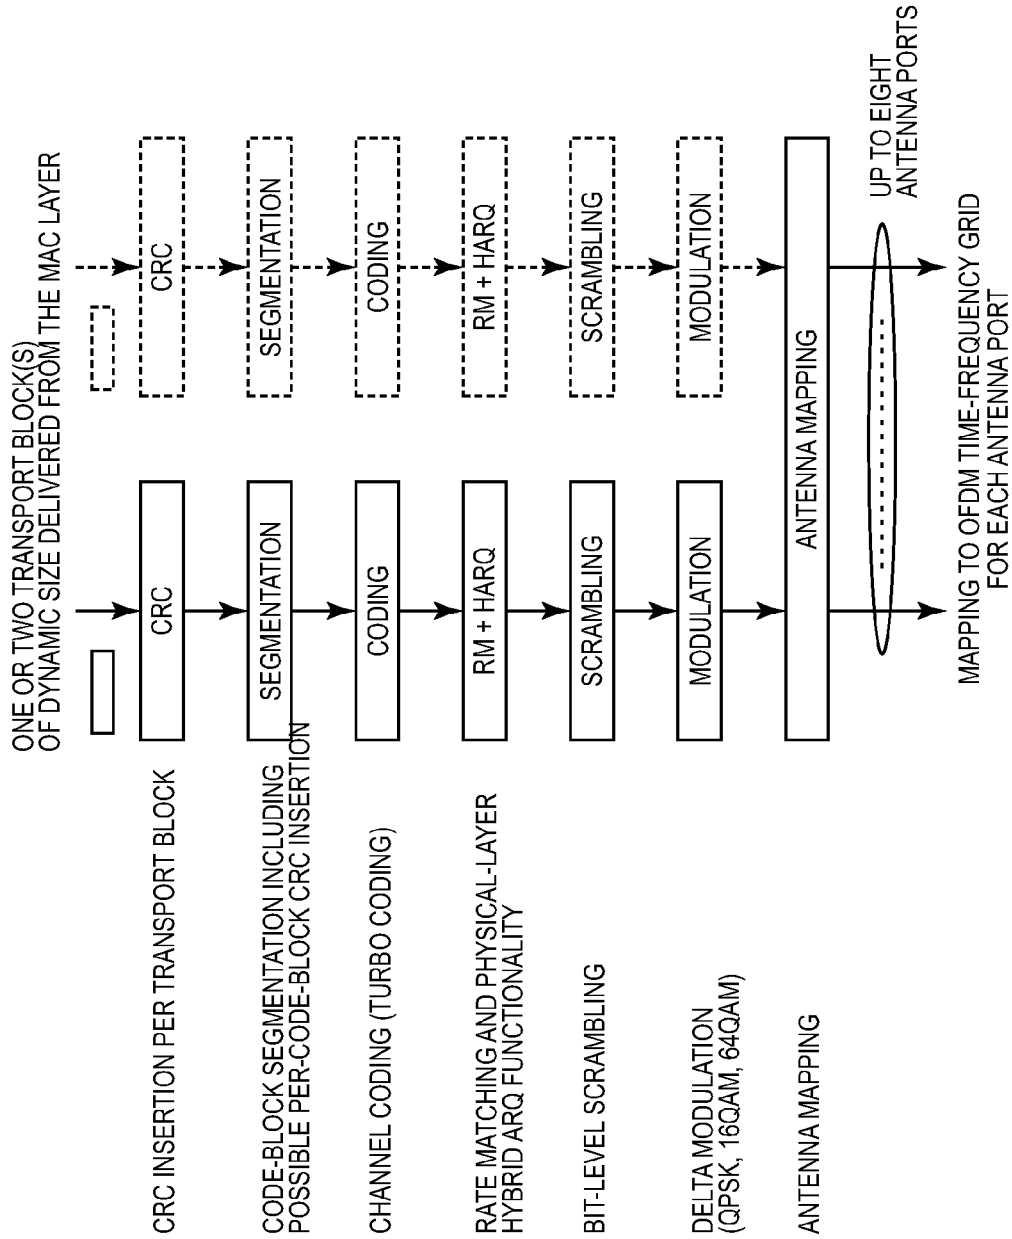 ONE OR TWO TRANSPORT BLOCK(S)
OF DYNAMIC SIZE DELIVERED FROM THE MAC LAYER
CRC INSERTION PER TRANSPORT BLOCK
CRC
CRC
CODE-BLOCK SEGMENTATION INCLUDING
POSSIBLE PER-CODE-BLOCK CRC INSERTION
SEGMENTATION
SEGMENTATION
CHANNEL CODING (TURBO CODING)
CODING
CODING
RATE MATCHING AND PHYSICAL-LAYER
HYBRID ARQ FUNCTIONALITY
RM + HARQ
RM + HARQ
BIT-LEVEL SCRAMBLING
SCRAMBLING
SCRAMBLING
DELTA MODULATION
(QPSK, 16QAM, 64QAM)
MODULATION
MODULATION
ANTENNA MAPPING
ANTENNA MAPPING
UP TO EIGHT
ANTENNA PORTS
MAPPING TO OFDM TIME-FREQUENCY GRID
FOR EACH ANTENNA PORT